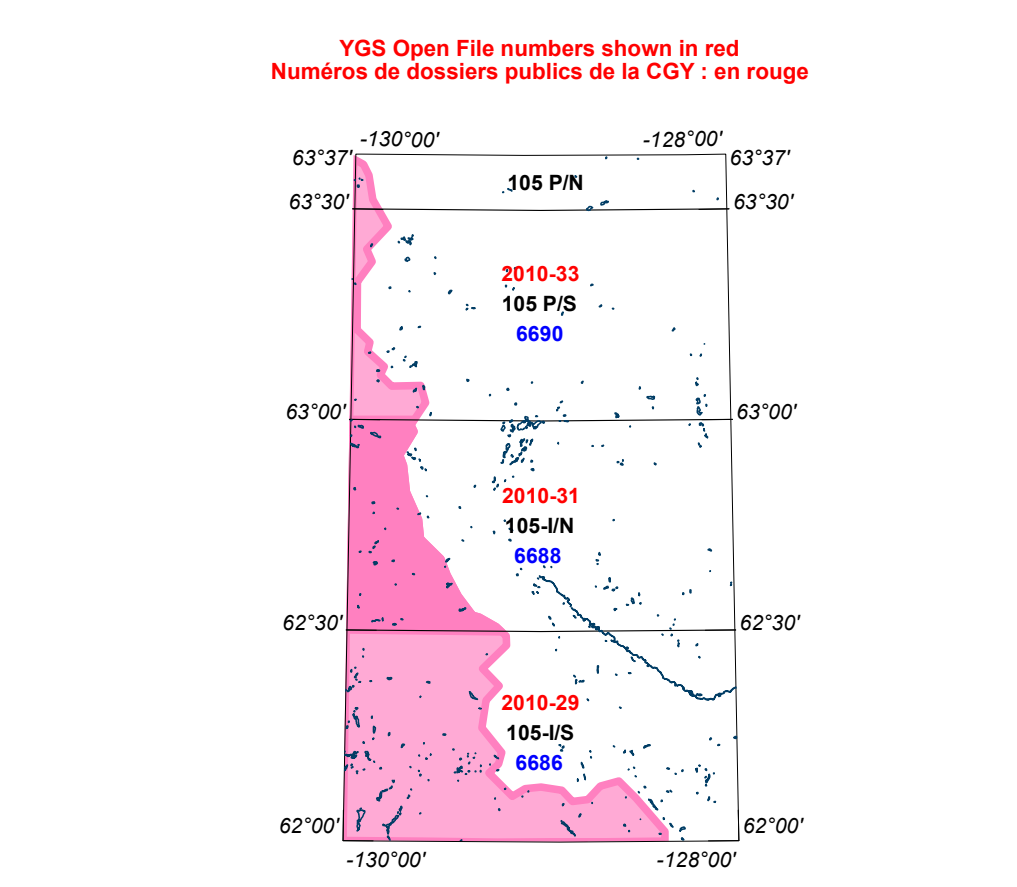 YGS Open File numbers shown in red
Numéros de dossiers publics de la CGY : en rouge
-130°00' -128°00'
63°37' 63°37'
105 P/N
63°30' 63°30'
2010-33
105 P/S
6690
63°00' 63°00'
2010-31
105-I/N
6688
62°30' 62°30'
2010-29
105-I/S
6686
62°00' 62°00'
-130°00' -128°00'